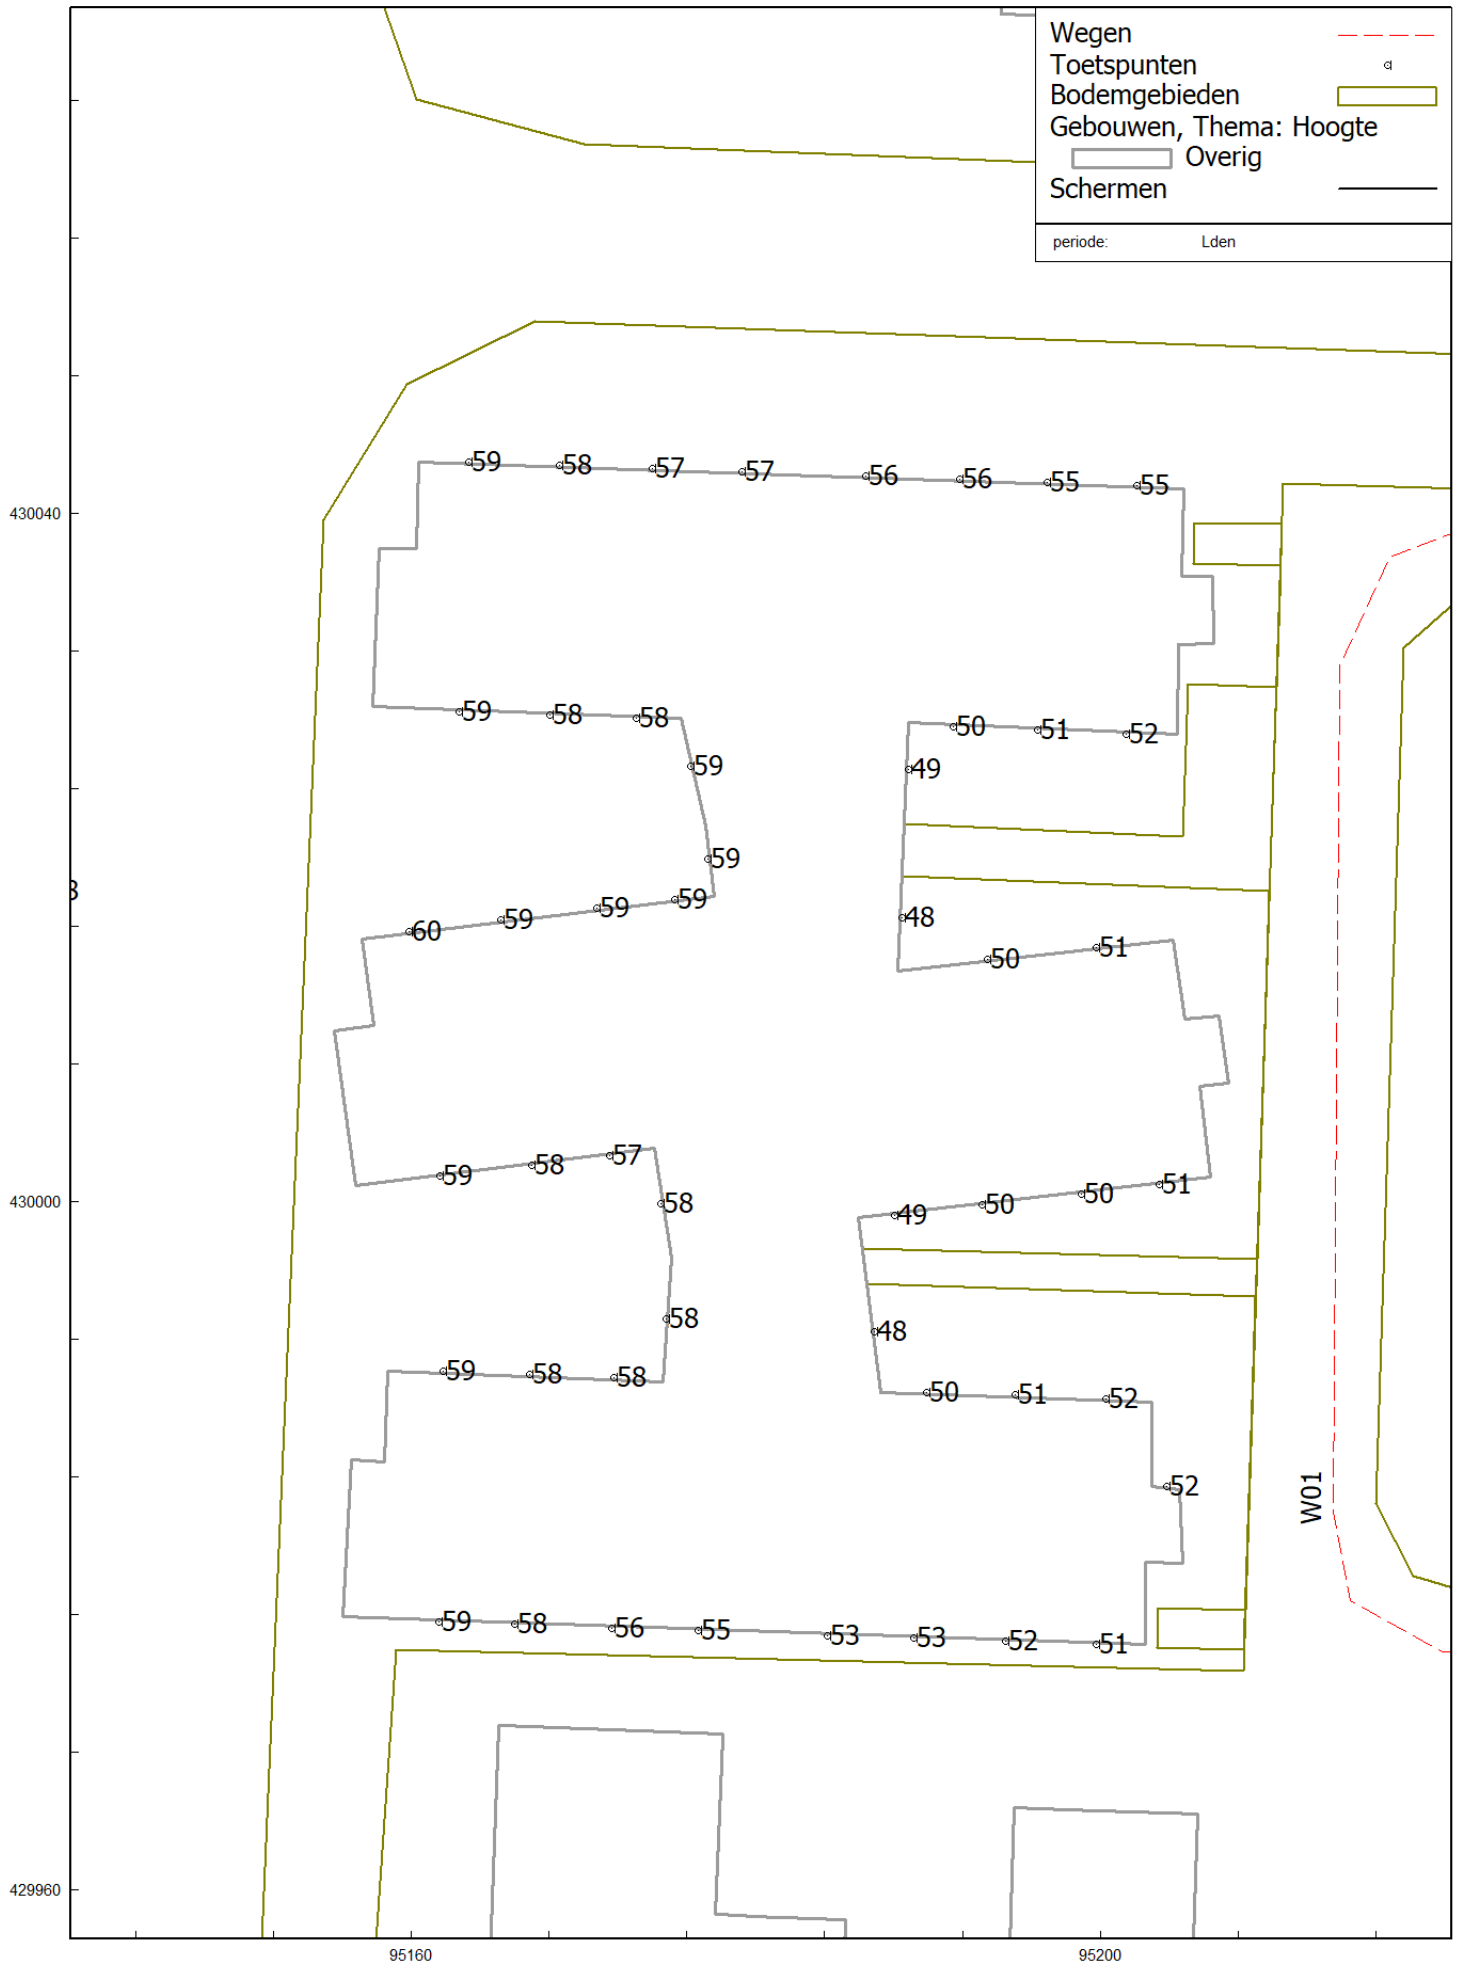 Wegen
Toetspunten
Bodemgebieden
Gebouwen, Thema: Hoogte
Overig
Schermen
periode: Lden
59 58 57 57 56 56 55 55
430040
59 58 58 50 51 52
59 49
59
59 59 59 60 48
50 51
59 58 57 58 51
430000
49 50 50
58 48
59 58 58 50 51 52
52
W01
59 58 56 55 53 53 52 51
429960
95160 95200